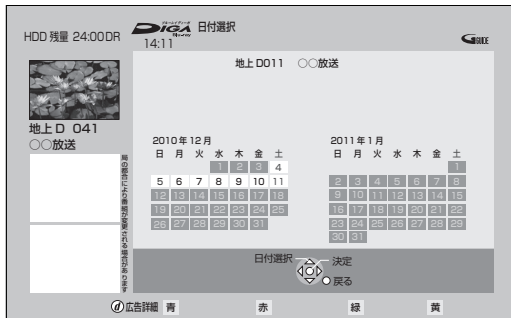 HDD 残量 24:00DR
DIGA 日付選択
14:11
G GUIDE
地上 D011 ○○放送
地上 D 041
○○放送
局の都合により番組が変更される場合があります
2010年12月
日 月 火 水 木 金 土
1 2 3 4
5 6 7 8 9 10 11
12 13 14 15 16 17 18
19 20 21 22 23 24 25
26 27 28 29 30 31
2011年1月
日 月 火 水 木 金 土
1
2 3 4 5 6 7 8
9 10 11 12 13 14 15
16 17 18 19 20 21 22
23 24 25 26 27 28 29
30 31
日付選択 決定
戻る
d 広告詳細 青 赤 緑 黄